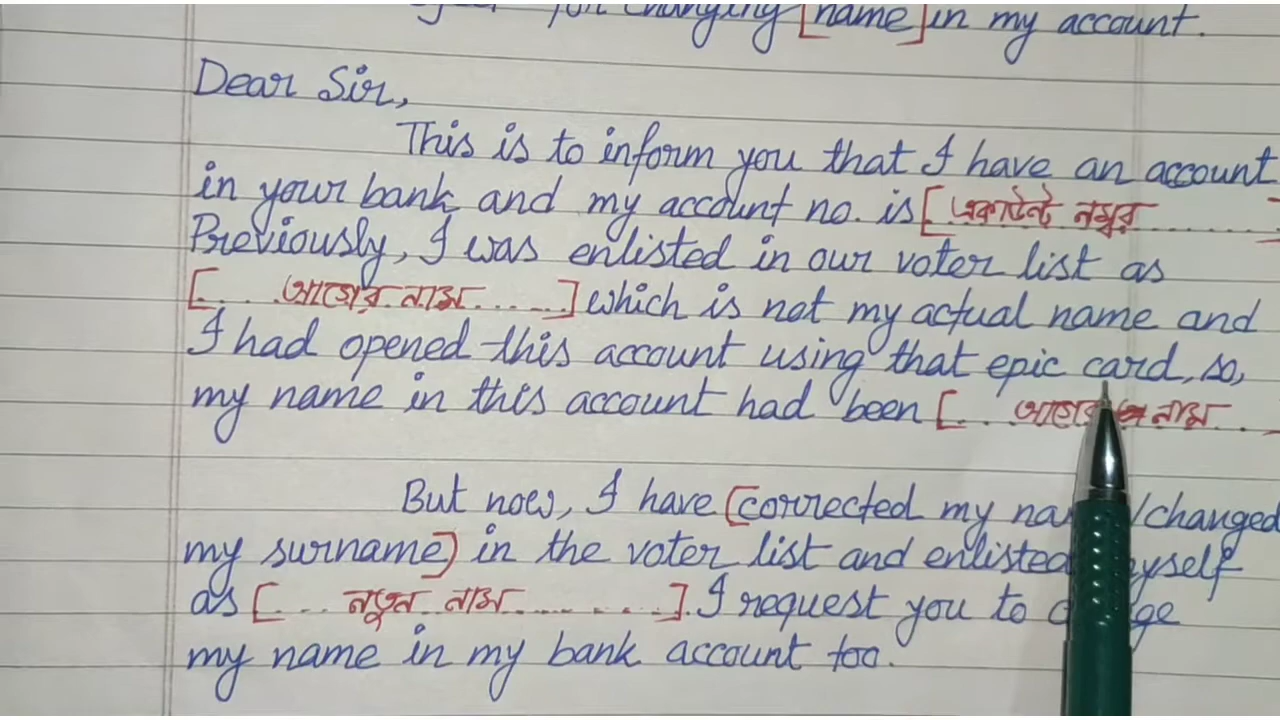 for changing [name] in my account.
Dear Sir,
This is to inform you that I have an account
in your bank and my account no. is [ একাউন্ট নম্বর ........]
Previously, I was enlisted in our voter list as
[.... আগের নাম ......] which is not my actual name and
I had opened this account using that epic card, so,
my name in this account had been [... আগের নাম ....
But now, I have [corrected my /changed
my surname] in the voter list and enlisted
as [... নতুন নাম ........]. I request you to
my name in my bank account too.